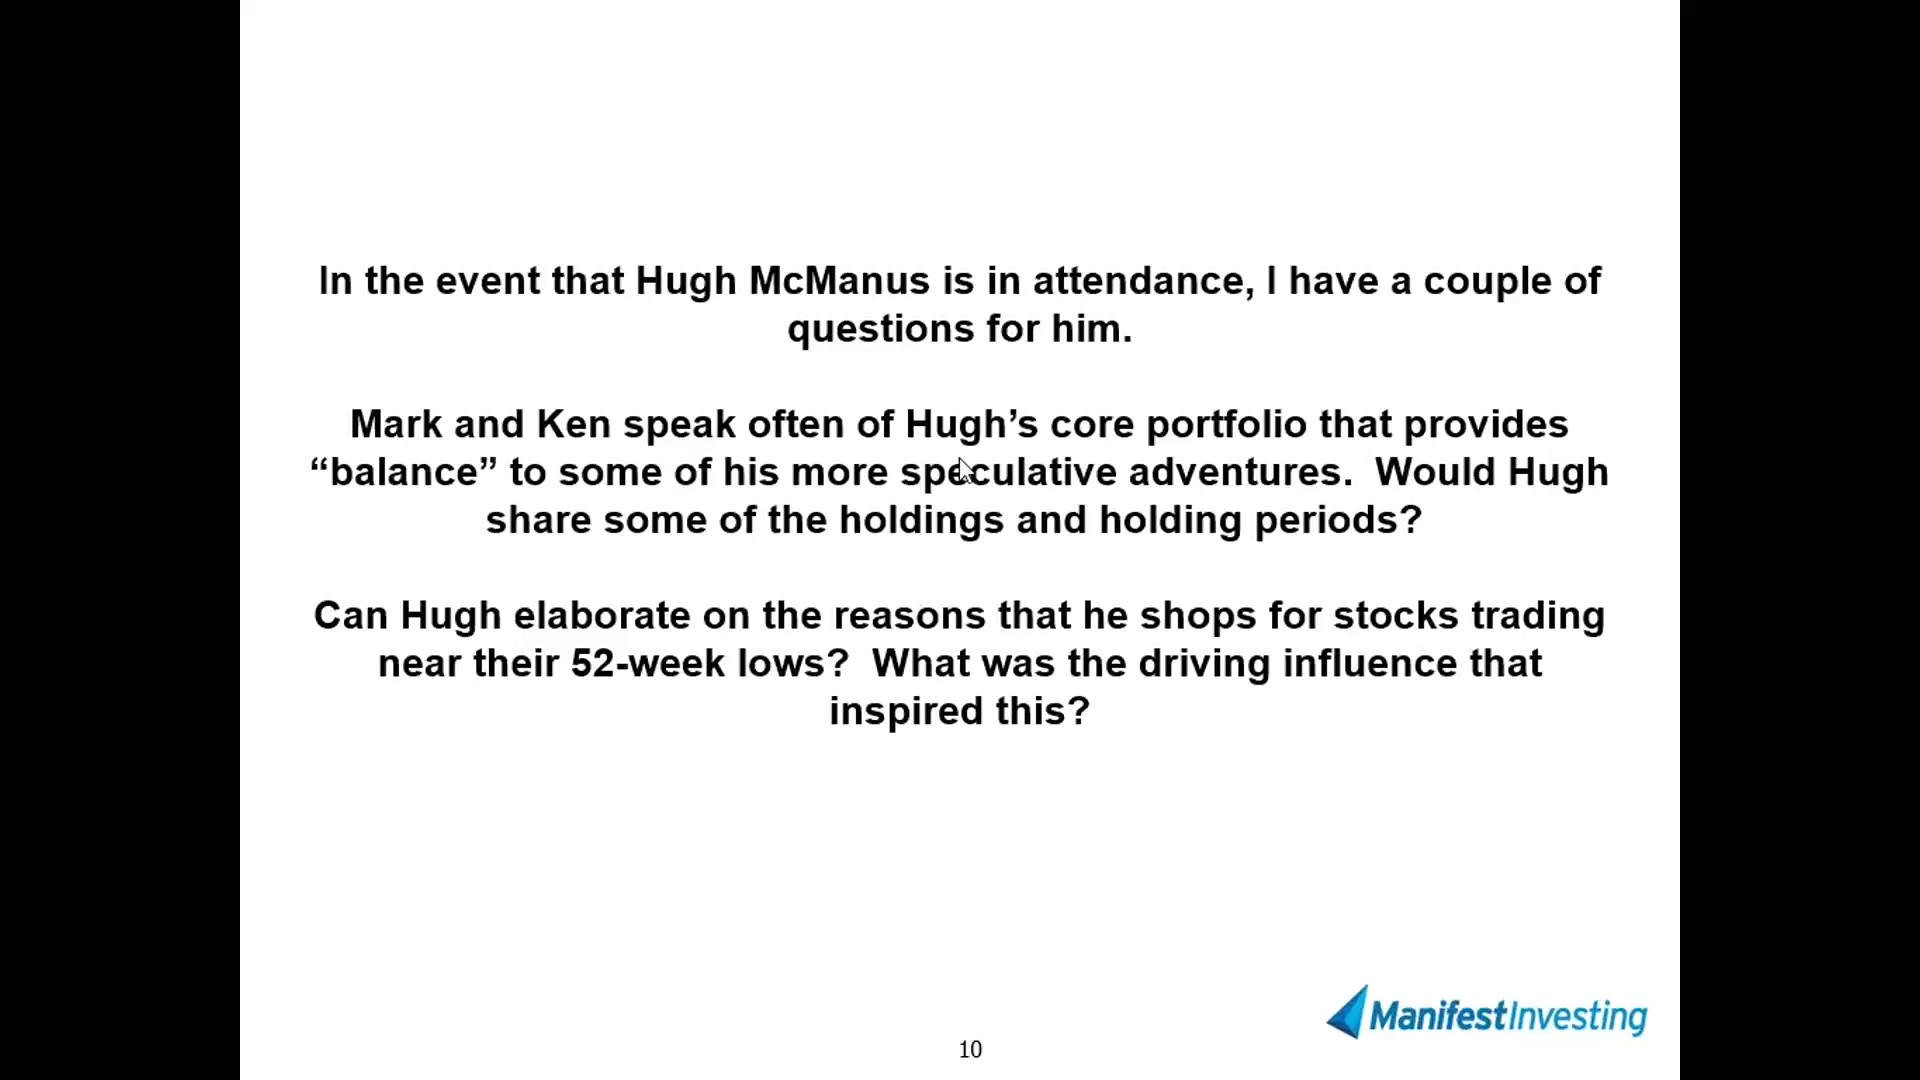 In the event that Hugh McManus is in attendance, I have a couple of
questions for him.
Mark and Ken speak often of Hugh’s core portfolio that provides
“balance” to some of his more speculative adventures.  Would Hugh
share some of the holdings and holding periods?
Can Hugh elaborate on the reasons that he shops for stocks trading
near their 52-week lows?  What was the driving influence that
inspired this?
ManifestInvesting
10